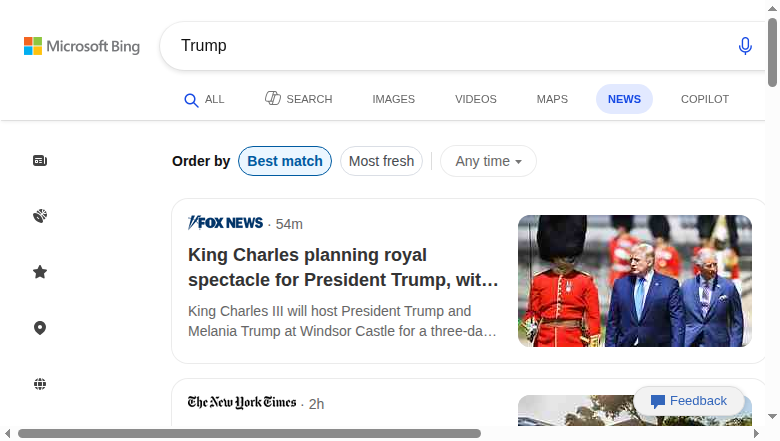 Microsoft Bing
Trump
ALL
SEARCH
IMAGES
VIDEOS
MAPS
NEWS
COPILOT
Order by
Best match
Most fresh
Any time
FOX NEWS · 54m
King Charles planning royal
spectacle for President Trump, wit...
King Charles III will host President Trump and
Melania Trump at Windsor Castle for a three-da...
The New York Times · 2h
Feedback